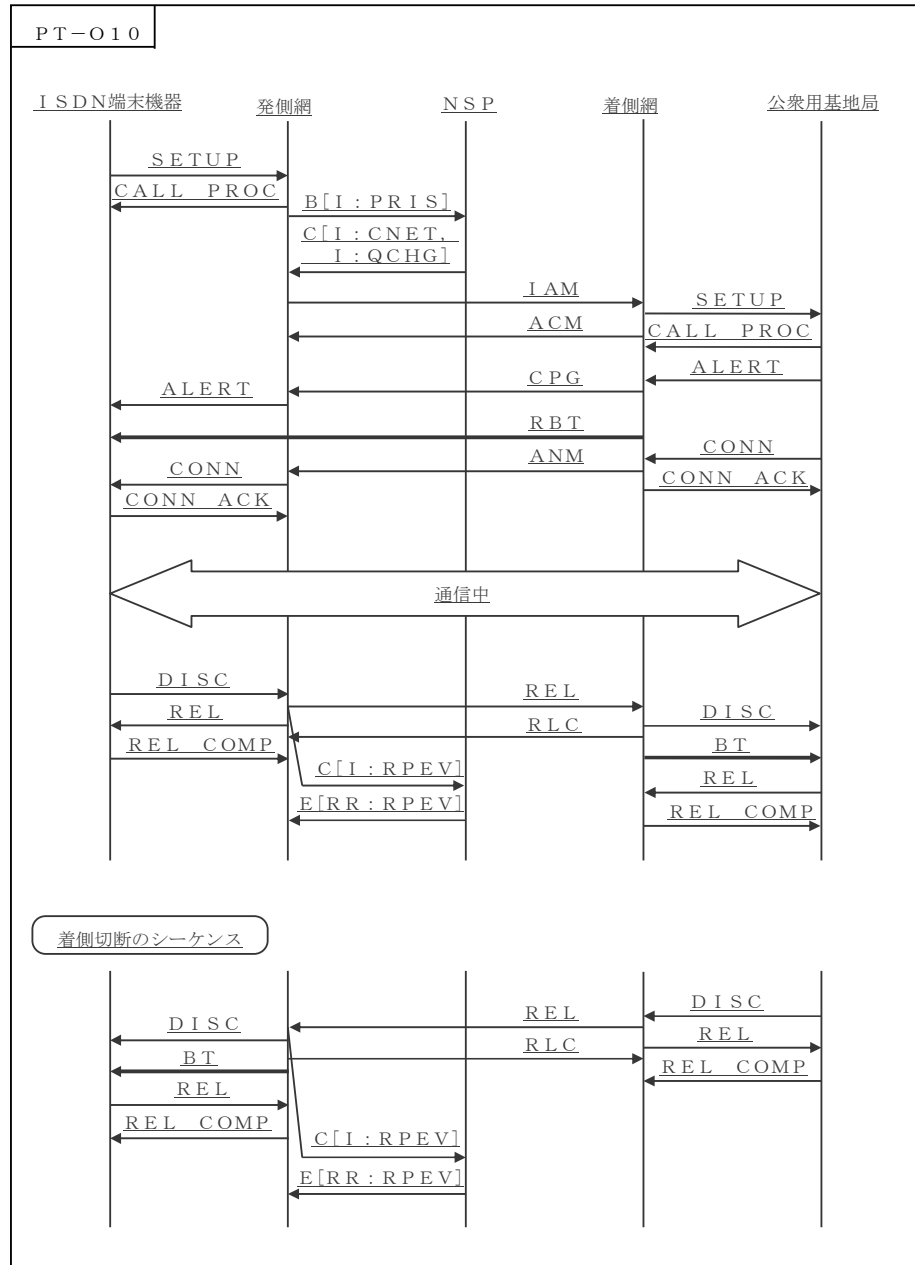 ＰＴ－Ｏ１０
ＩＳＤＮ端末機器
発側網
ＮＳＰ
着側網
公衆用基地局
ＳＥＴＵＰ
ＣＡＬＬ　ＰＲＯＣ
Ｂ［Ｉ：ＰＲＩＳ］
Ｃ［Ｉ：ＣＮＥＴ，
Ｉ：ＱＣＨＧ］
ＩＡＭ
ＳＥＴＵＰ
ＡＣＭ
ＣＡＬＬ　ＰＲＯＣ
ＡＬＥＲＴ
ＣＰＧ
ＡＬＥＲＴ
ＲＢＴ
ＣＯＮＮ
ＡＮＭ
ＣＯＮＮ
ＣＯＮＮ　ＡＣＫ
ＣＯＮＮ　ＡＣＫ
通信中
ＤＩＳＣ
ＲＥＬ
ＲＥＬ
ＤＩＳＣ
ＲＬＣ
ＲＥＬ　ＣＯＭＰ
ＢＴ
Ｃ［Ｉ：ＲＰＥＶ］
ＲＥＬ
Ｅ［ＲＲ：ＲＰＥＶ］
ＲＥＬ　ＣＯＭＰ
着側切断のシーケンス
ＤＩＳＣ
ＲＥＬ
ＤＩＳＣ
ＲＥＬ
ＲＬＣ
ＢＴ
ＲＥＬ　ＣＯＭＰ
ＲＥＬ
ＲＥＬ　ＣＯＭＰ
Ｃ［Ｉ：ＲＰＥＶ］
Ｅ［ＲＲ：ＲＰＥＶ］